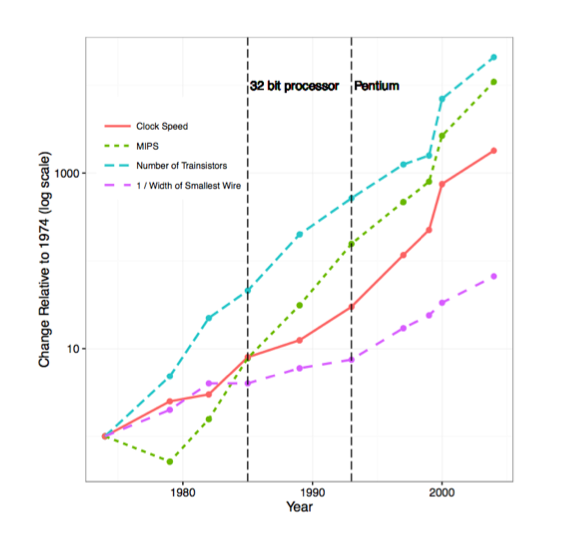 32 bit processor
Pentium
Clock Speed
MIPS
Number of Trainsistors
1 / Width of Smallest Wire
1000
10
Change Relative to 1974 (log scale)
1980
1990
2000
Year